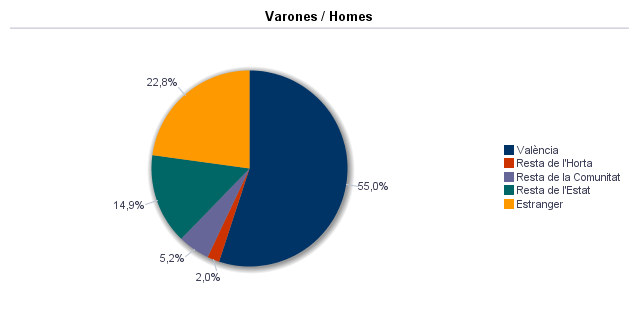 Varones / Homes
22,8%
55,0%
14,9%
5,2%
2,0%
València
Resta de l'Horta
Resta de la Comunitat
Resta de l'Estat
Estranger